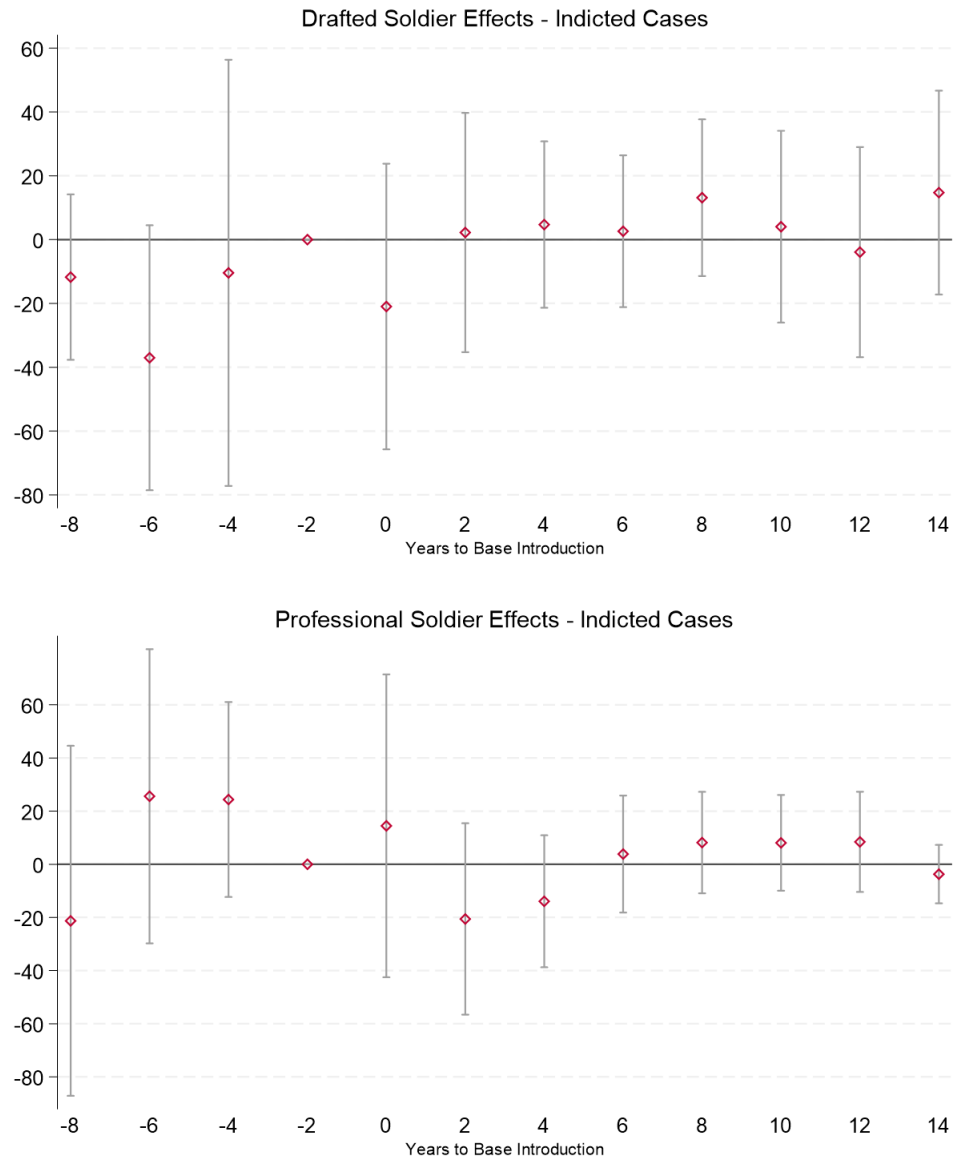 Drafted Soldier Effects - Indicted Cases
60
40
20
0
-20
-40
-60
-80
-8 -6 -4 -2 0 2 4 6 8 10 12 14
Years to Base Introduction
Professional Soldier Effects - Indicted Cases
60
40
20
0
-20
-40
-60
-80
-8 -6 -4 -2 0 2 4 6 8 10 12 14
Years to Base Introduction